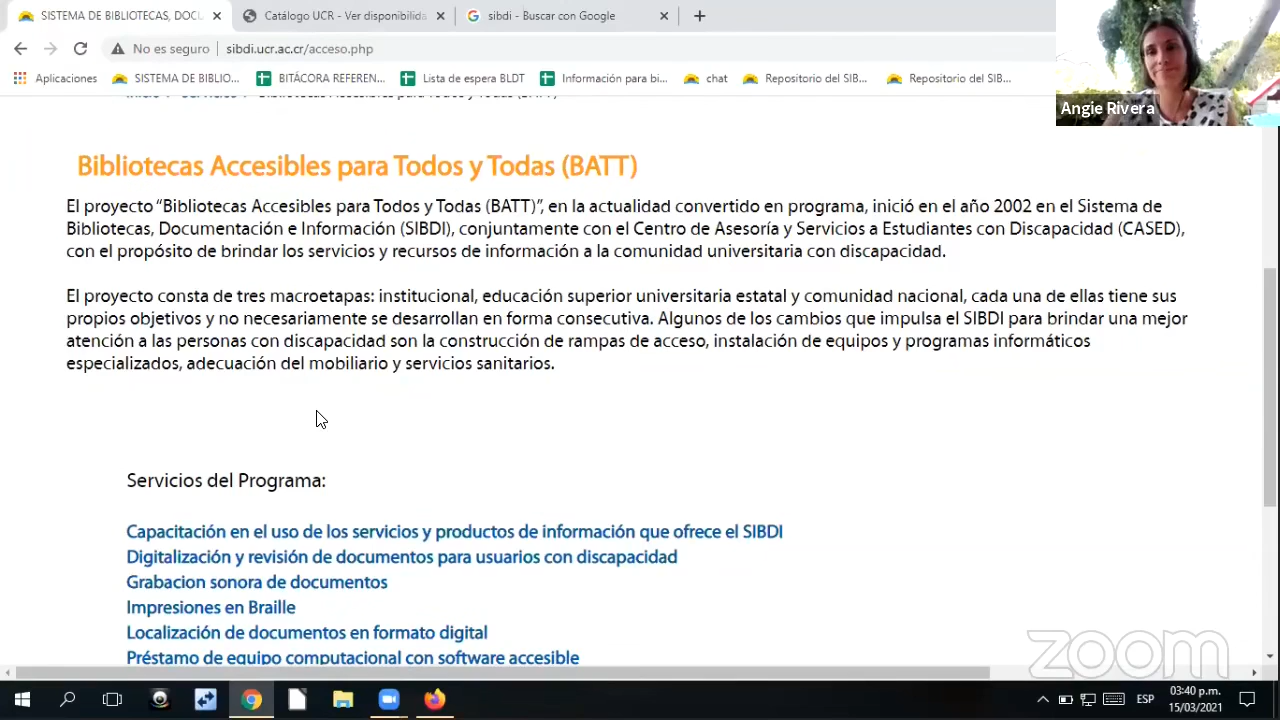 SISTEMA DE BIBLIOTECAS, DOCU
Catálogo UCR - Ver disponibilida
sibdi - Buscar con Google
No es seguro
sibdi.ucr.ac.cr/acceso.php
Aplicaciones
SISTEMA DE BIBLIO...
BITÁCORA REFEREN...
Lista de espera BLDT
Información para bi...
chat
Repositorio del SIB...
Repositorio del SIB...
Angie Rivera
Inicio > Servicios > Bibliotecas Accesibles para Todos y Todas (BATT)
Bibliotecas Accesibles para Todos y Todas (BATT)
El proyecto “Bibliotecas Accesibles para Todos y Todas (BATT)”, en la actualidad convertido en programa, inició en el año 2002 en el Sistema de
Bibliotecas, Documentación e Información (SIBDI), conjuntamente con el Centro de Asesoría y Servicios a Estudiantes con Discapacidad (CASED),
con el propósito de brindar los servicios y recursos de información a la comunidad universitaria con discapacidad.
El proyecto consta de tres macroetapas: institucional, educación superior universitaria estatal y comunidad nacional, cada una de ellas tiene sus
propios objetivos y no necesariamente se desarrollan en forma consecutiva. Algunos de los cambios que impulsa el SIBDI para brindar una mejor
atención a las personas con discapacidad son la construcción de rampas de acceso, instalación de equipos y programas informáticos
especializados, adecuación del mobiliario y servicios sanitarios.
Servicios del Programa:
Capacitación en el uso de los servicios y productos de información que ofrece el SIBDI
Digitalización y revisión de documentos para usuarios con discapacidad
Grabacion sonora de documentos
Impresiones en Braille
Localización de documentos en formato digital
Préstamo de equipo computacional con software accesible
zoom
ESP
03:40 p.m.
15/03/2021